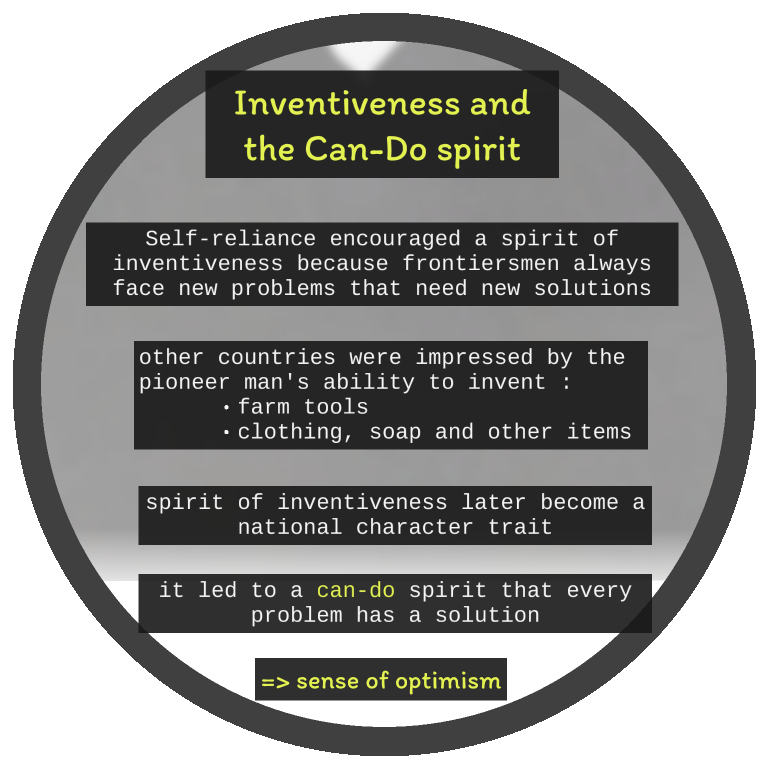 Inventiveness and
the Can-Do spirit
Self-reliance encouraged a spirit of
inventiveness because frontiersmen always
face new problems that need new solutions
other countries were impressed by the
pioneer man's ability to invent :
• farm tools
• clothing, soap and other items
spirit of inventiveness later become a
national character trait
it led to a can-do spirit that every
problem has a solution
=> sense of optimism